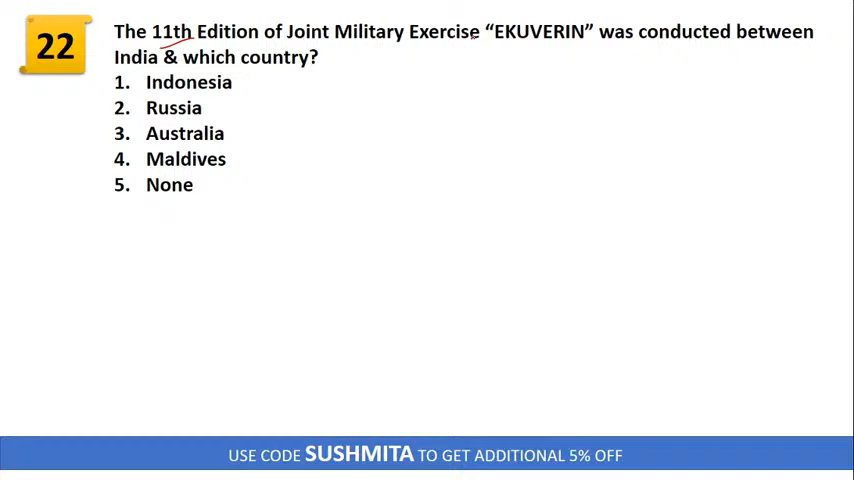 22
The 11th Edition of Joint Military Exercise “EKUVERIN” was conducted between
India & which country?
1. Indonesia
2. Russia
3. Australia
4. Maldives
5. None
USE CODE SUSHMITA TO GET ADDITIONAL 5% OFF